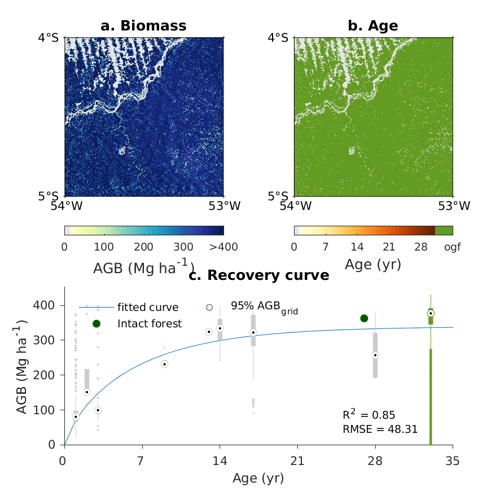 a. Biomass
b. Age
4°S
5°S
54°W
53°W
4°S
5°S
54°W
53°W
0 100 200 300 >400
AGB (Mg ha⁻¹)
0 7 14 21 28 ogf
Age (yr)
c. Recovery curve
fitted curve
95% AGB_grid
Intact forest
400
300
200
100
0
AGB (Mg ha⁻¹)
R² = 0.85
RMSE = 48.31
0 7 14 21 28 35
Age (yr)